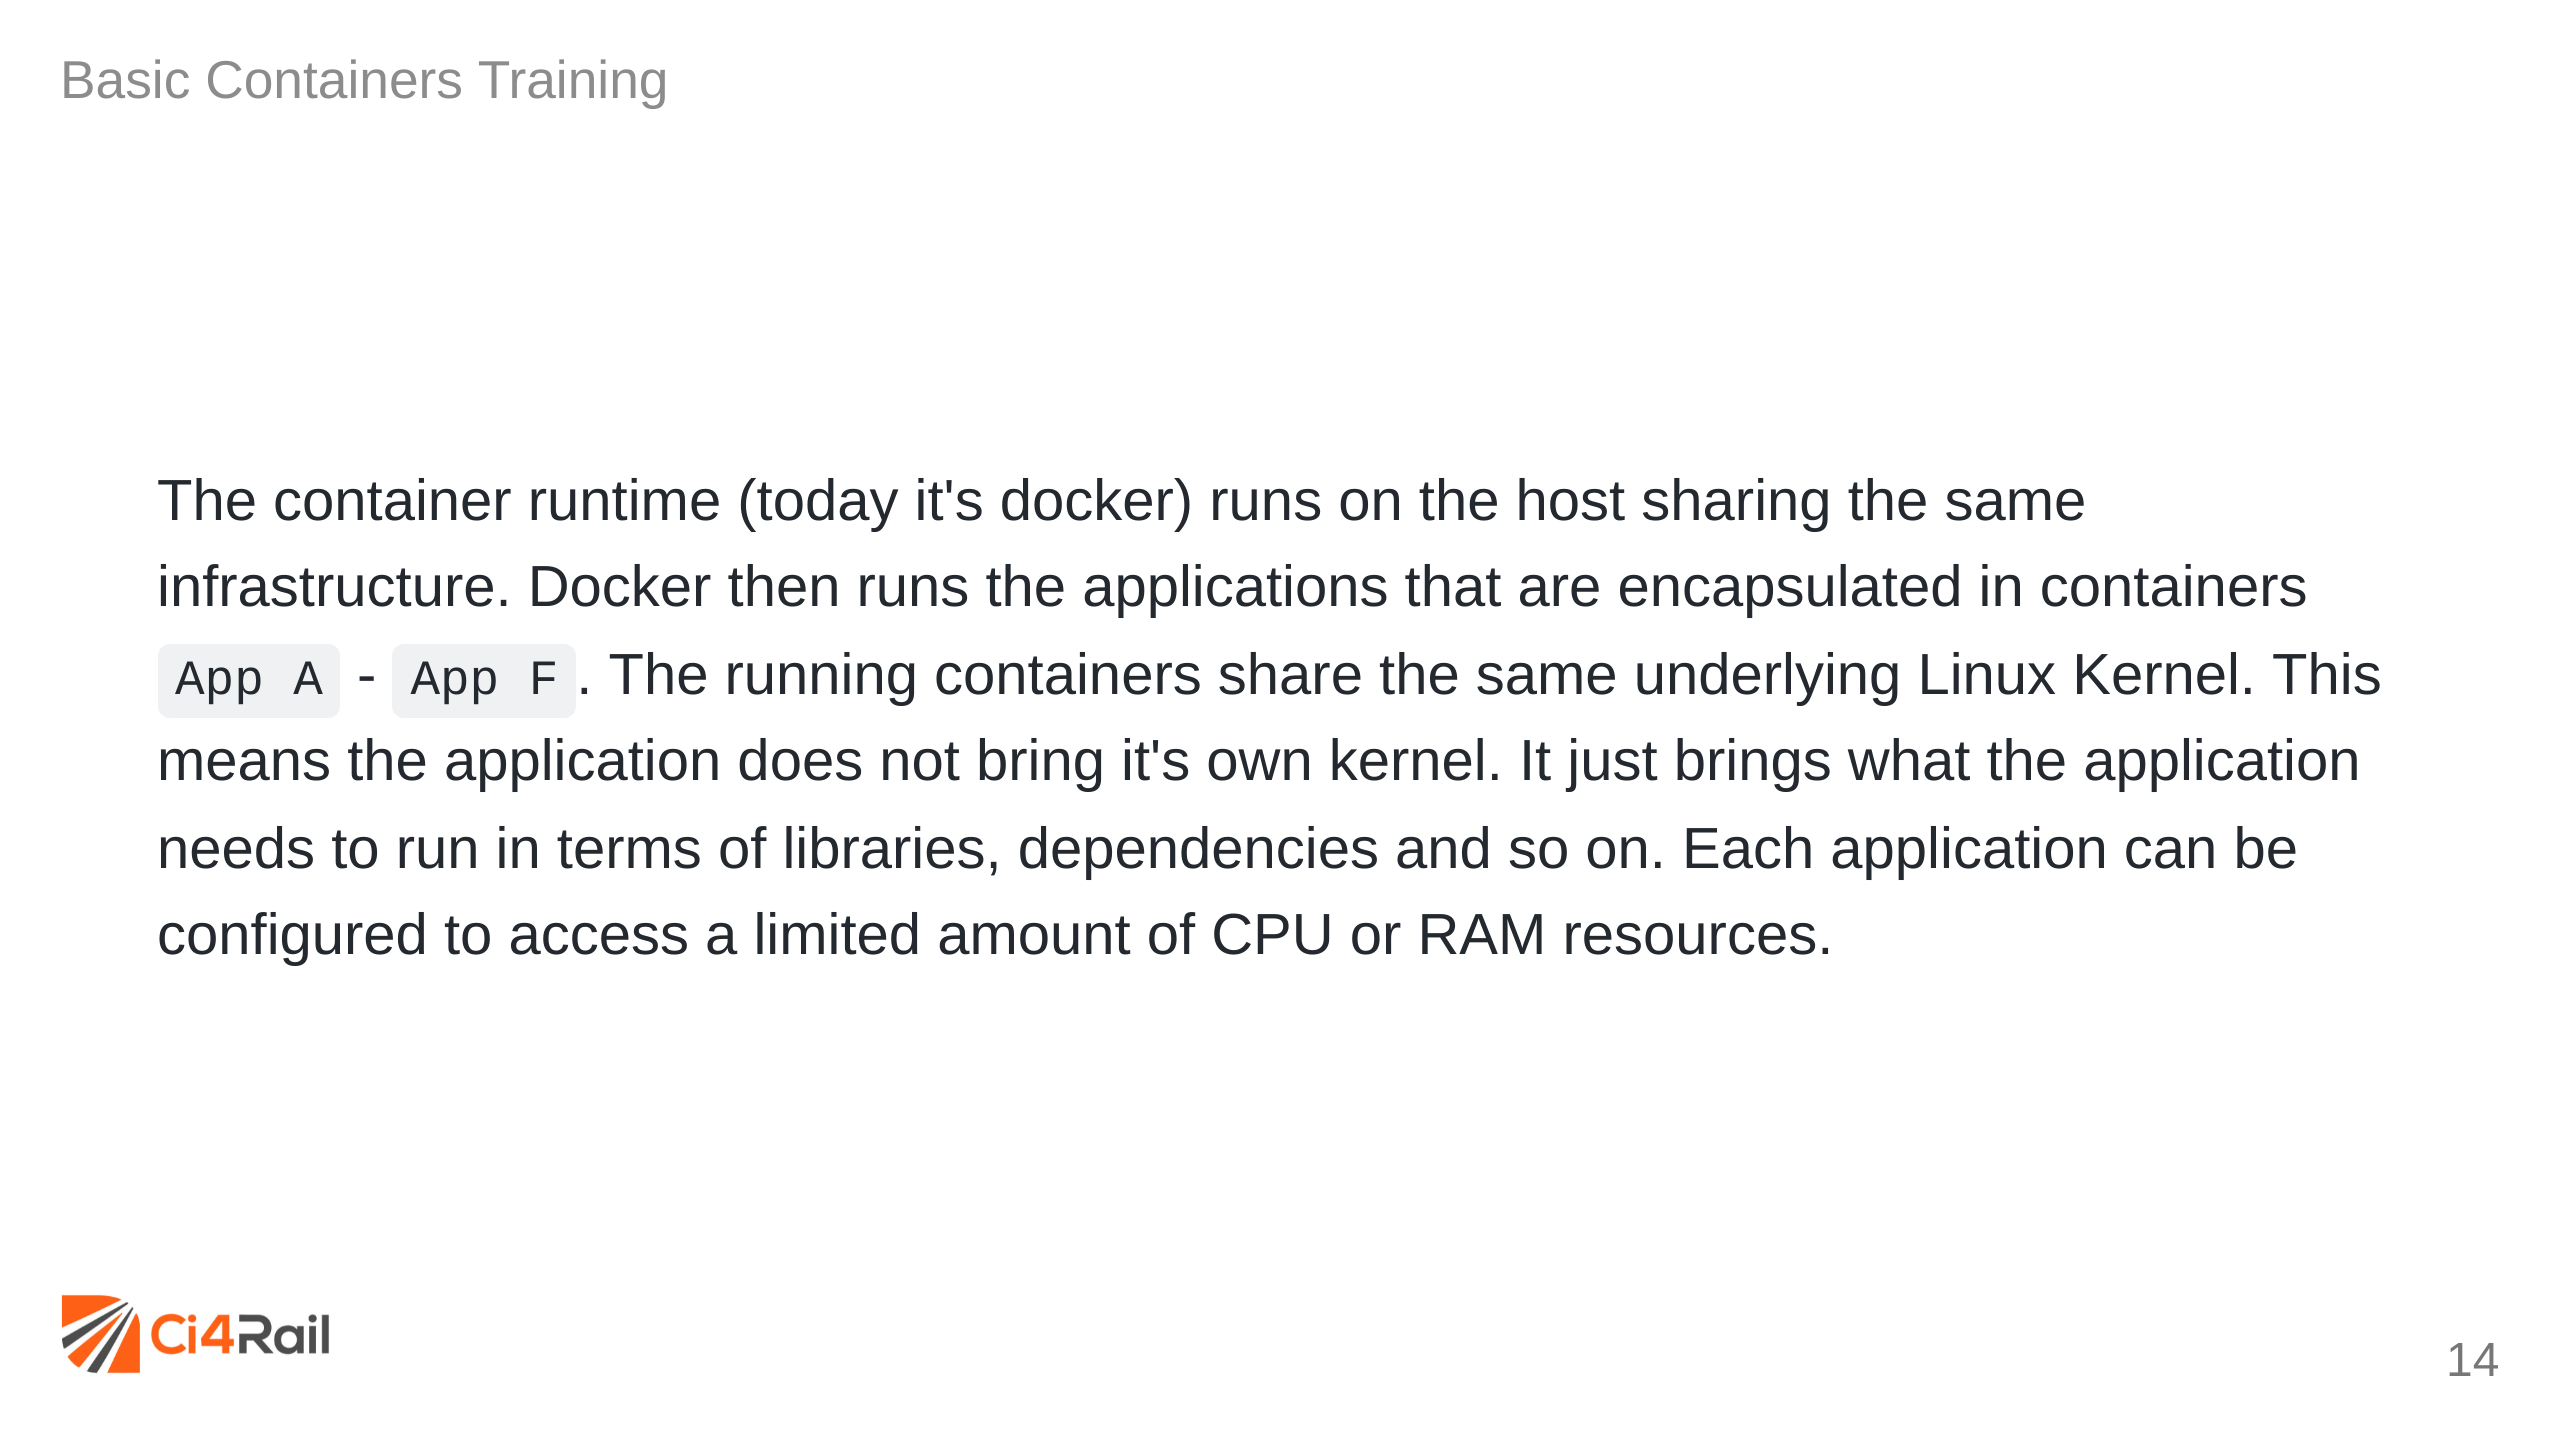 Basic Containers Training
The container runtime (today it's docker) runs on the host sharing the same
infrastructure. Docker then runs the applications that are encapsulated in containers
App A - App F. The running containers share the same underlying Linux Kernel. This
means the application does not bring it's own kernel. It just brings what the application
needs to run in terms of libraries, dependencies and so on. Each application can be
configured to access a limited amount of CPU or RAM resources.
Ci4Rail
14